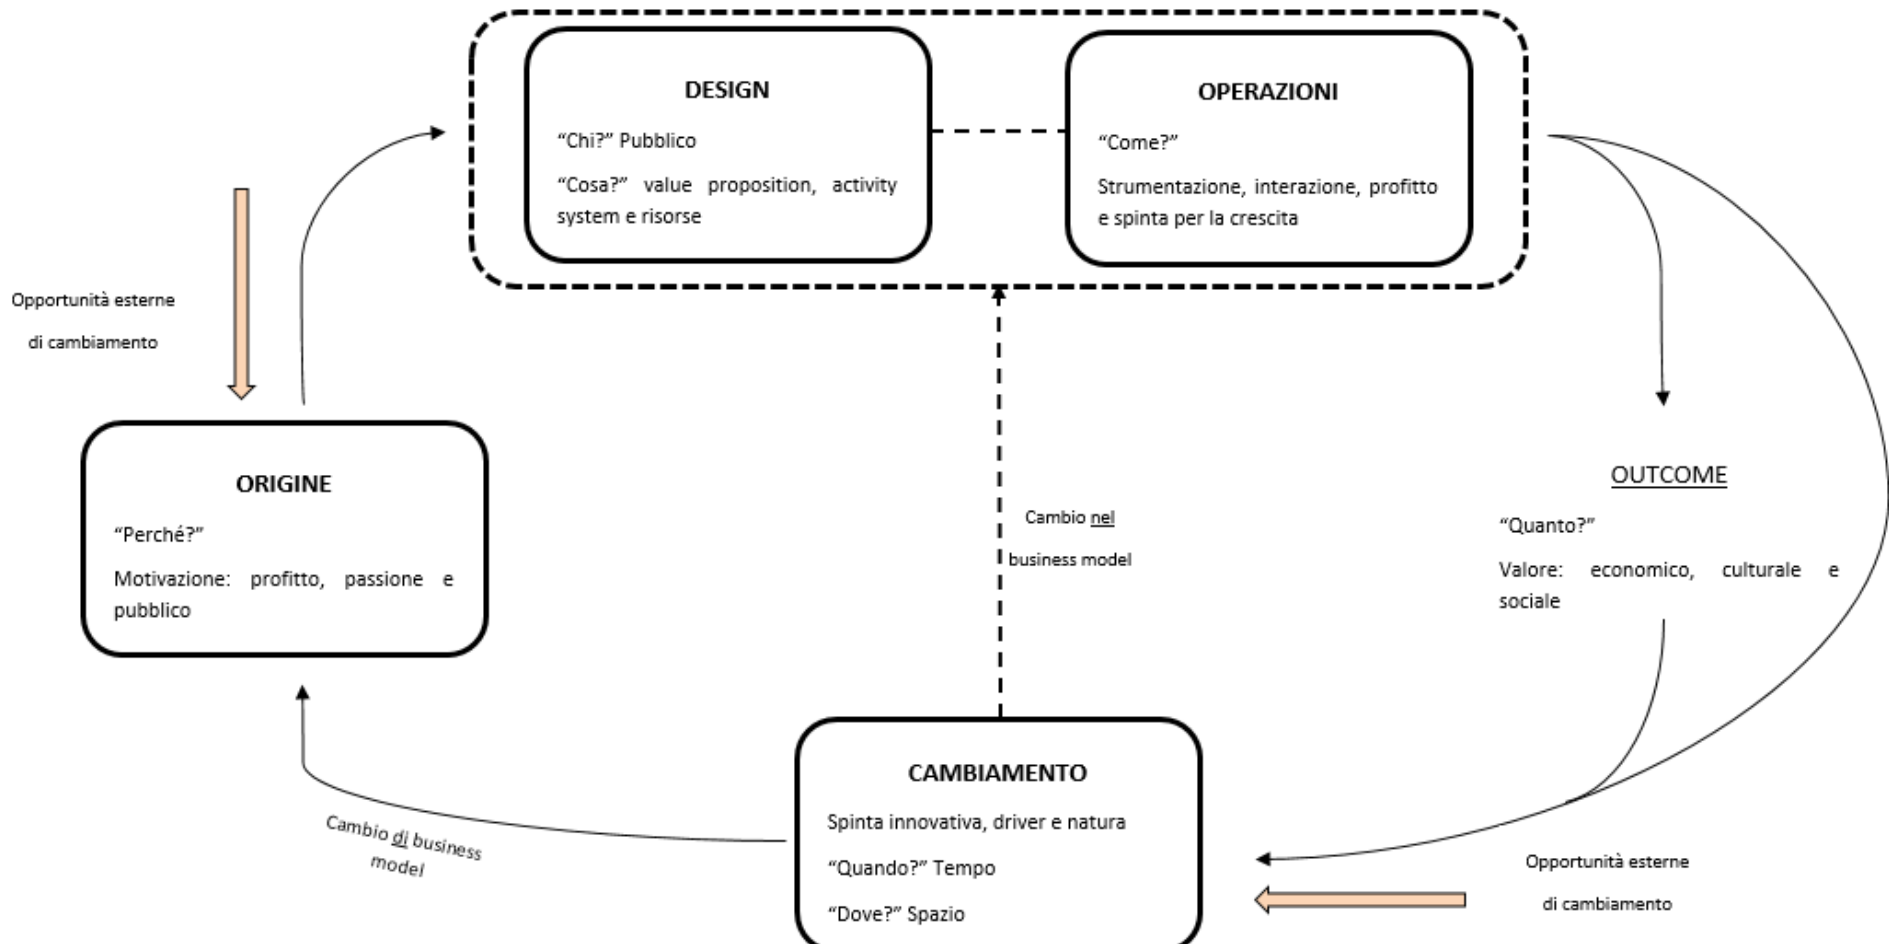 DESIGN
“Chi?” Pubblico
“Cosa?” value proposition, activity
system e risorse
OPERAZIONI
“Come?”
Strumentazione, interazione, profitto
e spinta per la crescita
Opportunità esterne
di cambiamento
ORIGINE
“Perché?”
Motivazione: profitto, passione e
pubblico
Cambio nel
business model
OUTCOME
“Quanto?”
Valore: economico, culturale e
sociale
Cambio di business
model
CAMBIAMENTO
Spinta innovativa, driver e natura
“Quando?” Tempo
“Dove?” Spazio
Opportunità esterne
di cambiamento